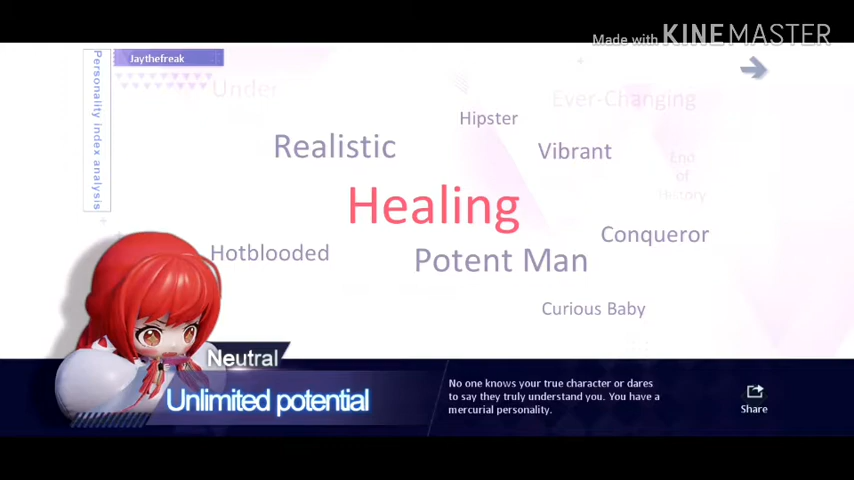 Made with KINEMASTER
Personality index analysis
Jaythefreak
Under
Ever-Changing
Hipster
Realistic
Vibrant
End
of
History
Healing
Conqueror
Hotblooded
Potent Man
Curious Baby
Neutral
Unlimited potential
No one knows your true character or dares
to say they truly understand you. You have a
mercurial personality.
Share